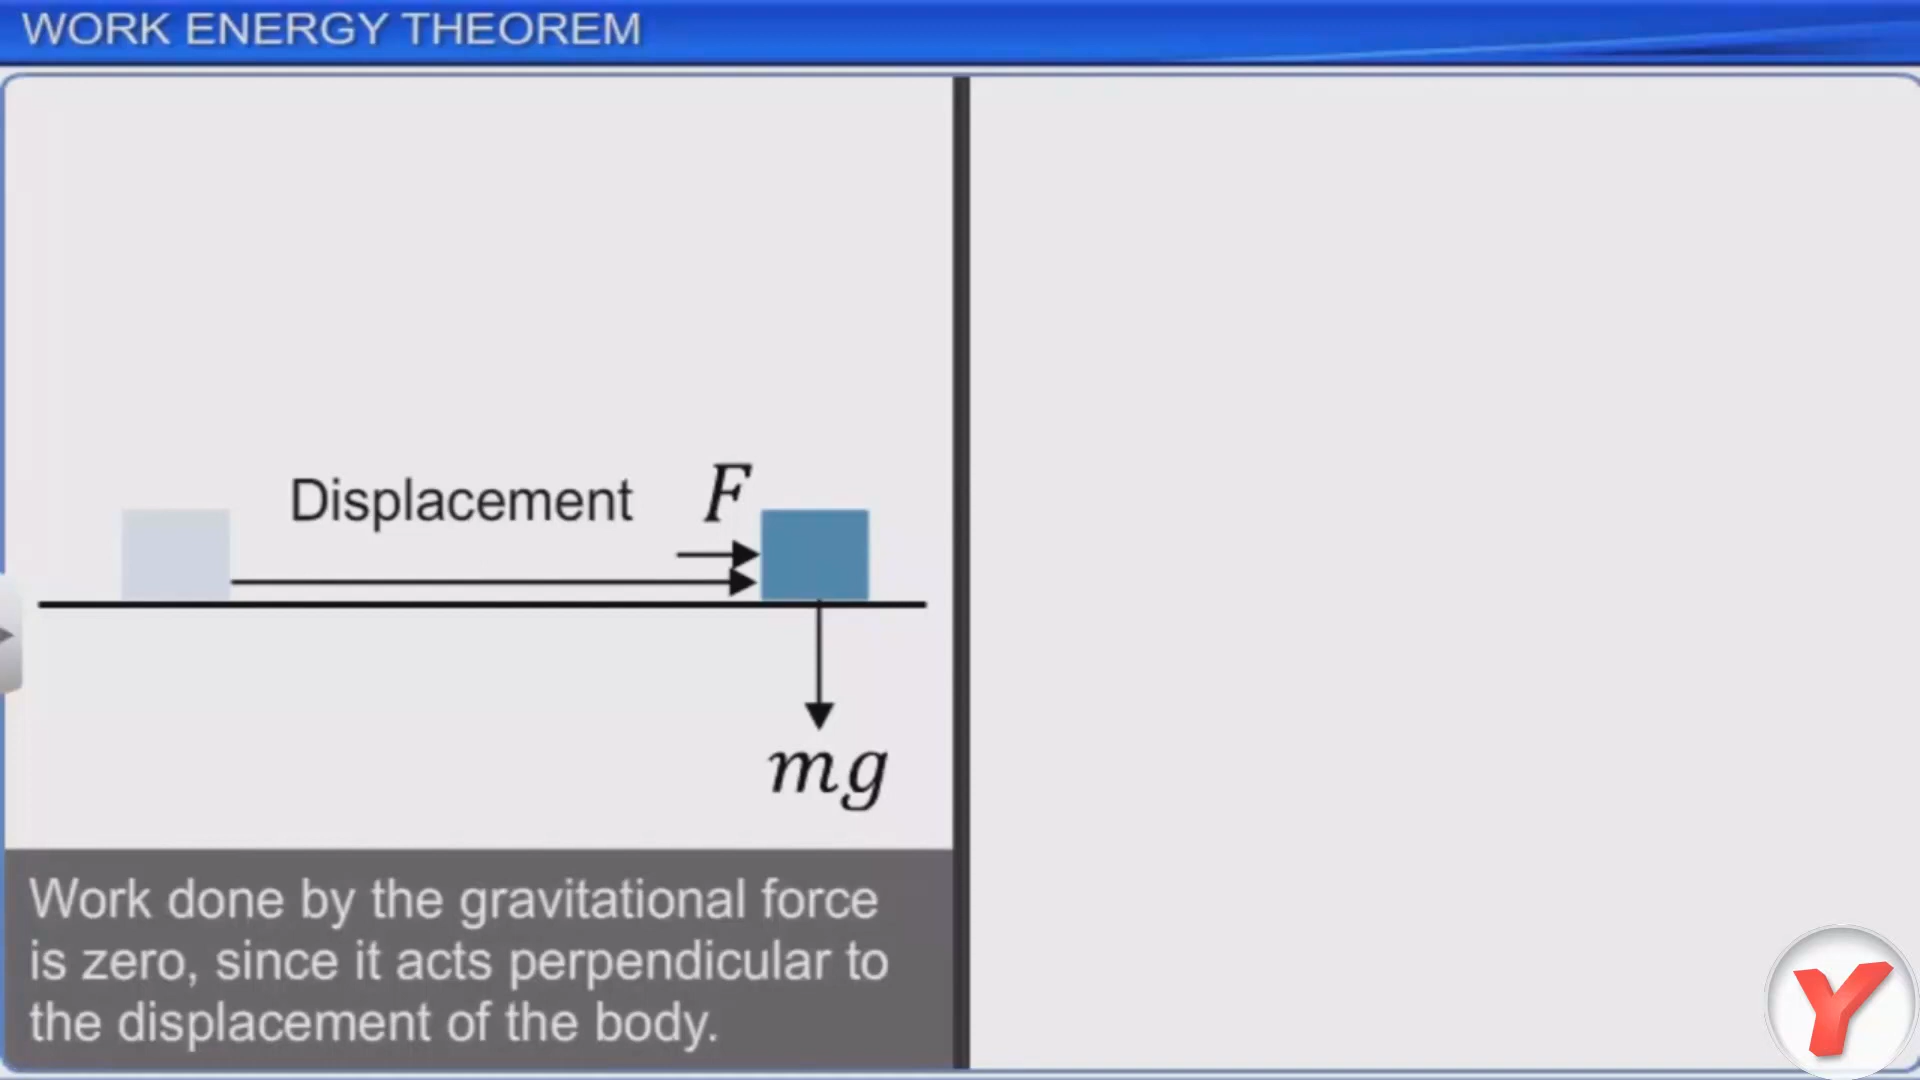 WORK ENERGY THEOREM
Displacement
F
mg
Work done by the gravitational force
is zero, since it acts perpendicular to
the displacement of the body.
Y